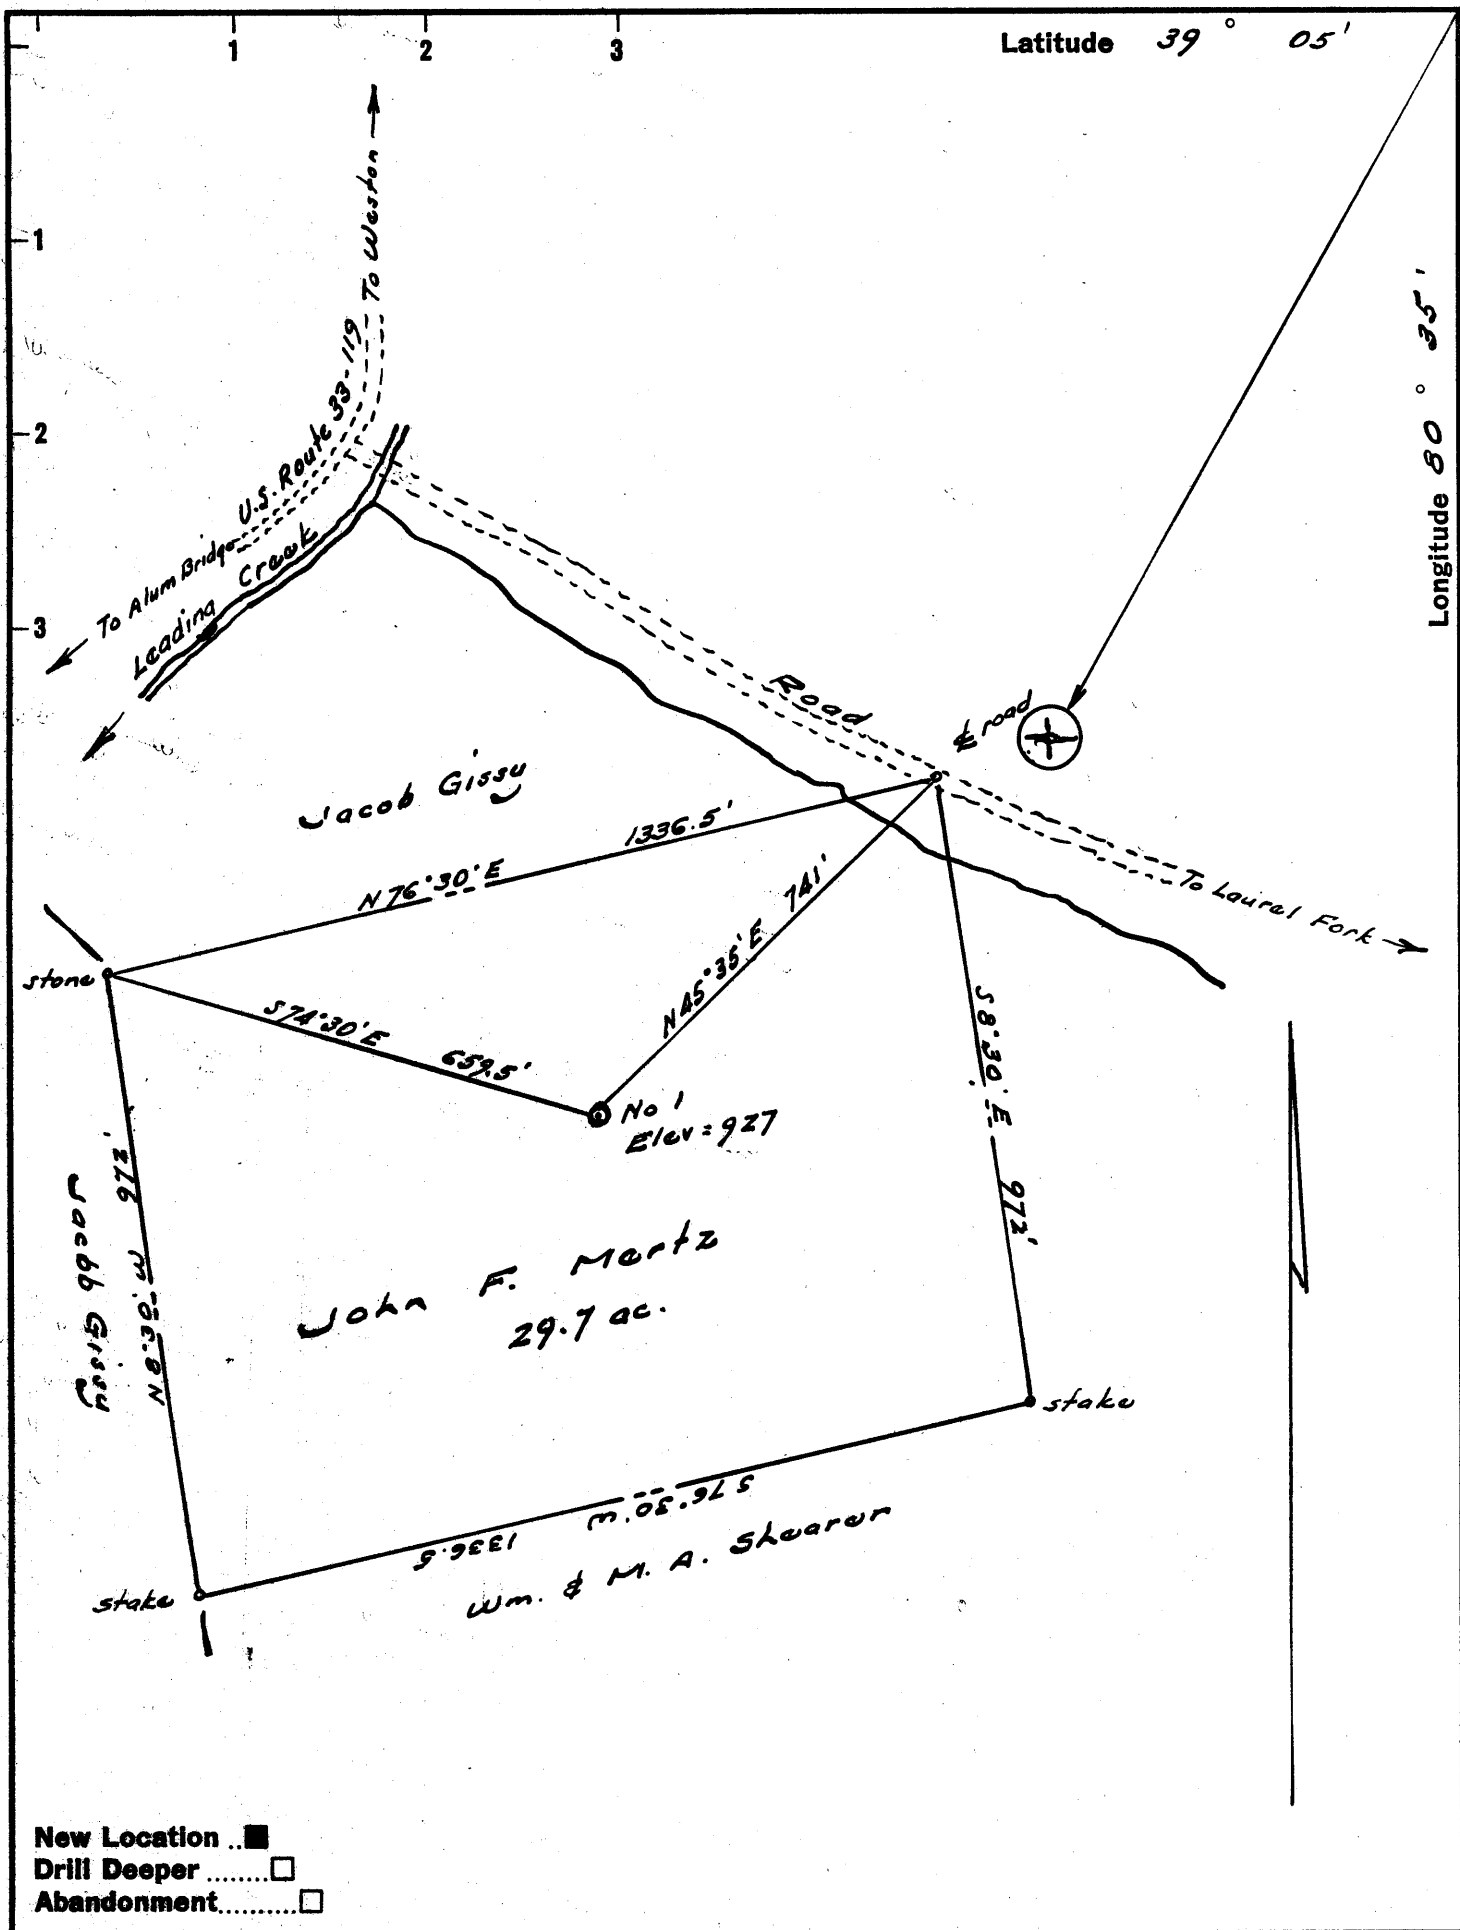 1 2 3
Latitude 39° 05'
Longitude 80° 35'
1
2
3
To Weston
U.S. Route 33-119
To Alum Bridge
Leading Creek
Road
₵ road
To Laurel Fork
Jacob Gissy
N 76°30' E 1336.5'
N 45°35' E 741'
stone
S 74°30' E 659.5'
No 1
Elev = 927
S 8°30' E 972'
N 8°30' W 972'
Jacob Gissy
John F. Mertz
29.7 ac.
stake
S 76°30' W 1336.5
stake
Wm. & M. A. Shearer
New Location ..■
Drill Deeper ........□
Abandonment..........□